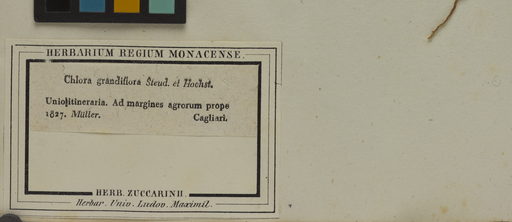 HERBARIUM REGIUM MONACENSE.
Chlora grandiflora Steud. et Hochst.
Unio itineraria. Ad margines agrorum prope
1827. Müller. Cagliari.
HERB. ZUCCARINII.
Herbar. Univ. Ludov. Maximil.